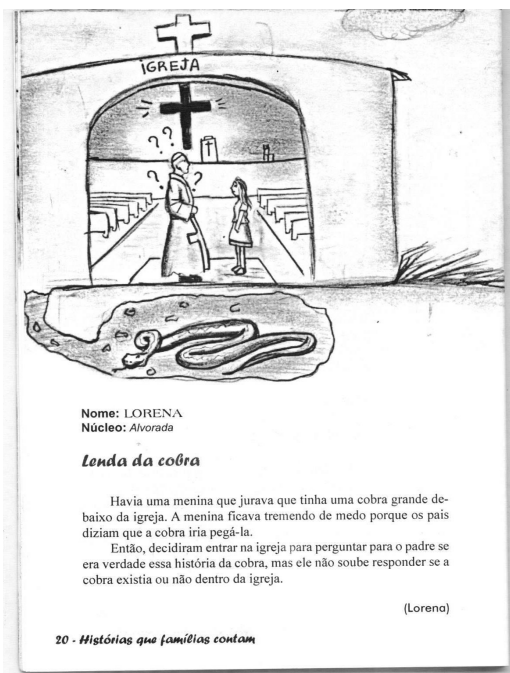 IGREJA
? ?
? ?
Nome: LORENA
Núcleo: Alvorada
Lenda da cobra
Havia uma menina que jurava que tinha uma cobra grande de-
baixo da igreja. A menina ficava tremendo de medo porque os pais
diziam que a cobra iria pegá-la.
Então, decidiram entrar na igreja para perguntar para o padre se
era verdade essa história da cobra, mas ele não soube responder se a
cobra existia ou não dentro da igreja.
(Lorena)
20 - Histórias que famílias contam